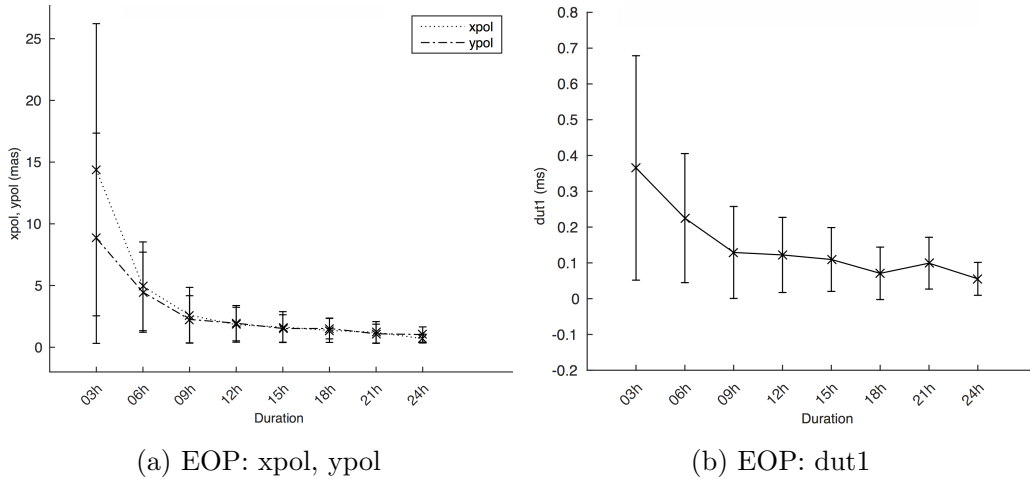 xpol
ypol
25
20
15
10
5
0
xpol, ypol (mas)
03h
06h
09h
12h
15h
18h
21h
24h
Duration
(a) EOP: xpol, ypol
0.8
0.7
0.6
0.5
0.4
0.3
0.2
0.1
0
-0.1
-0.2
dut1 (ms)
03h
06h
09h
12h
15h
18h
21h
24h
Duration
(b) EOP: dut1